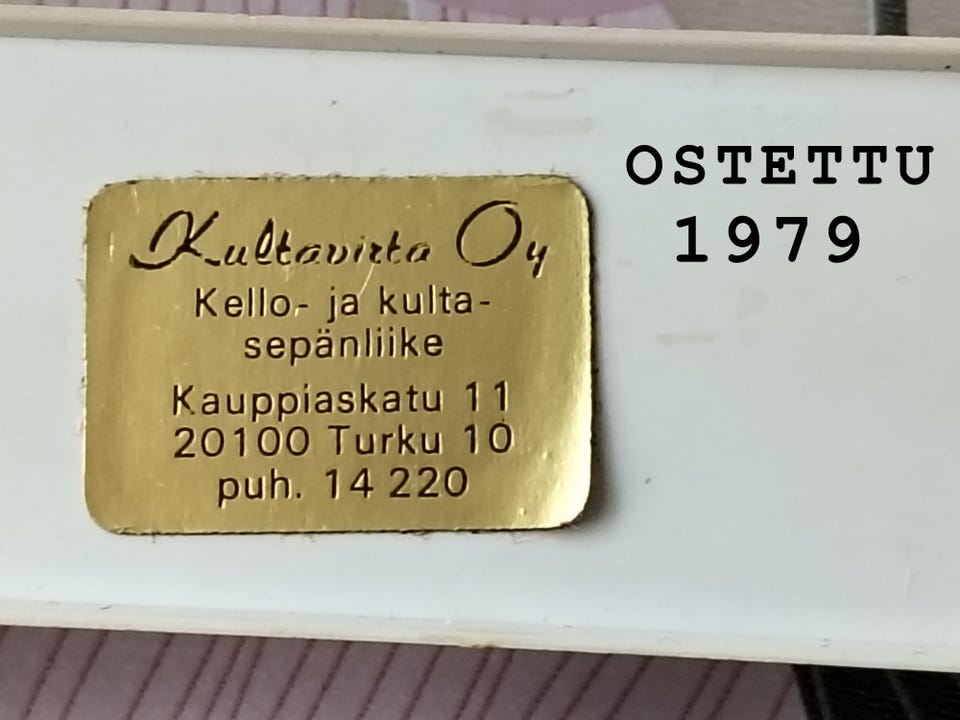 Kultavirta Oy
Kello- ja kulta-
sepänliike
Kauppiaskatu 11
20100 Turku 10
puh. 14 220
OSTETTU
1979